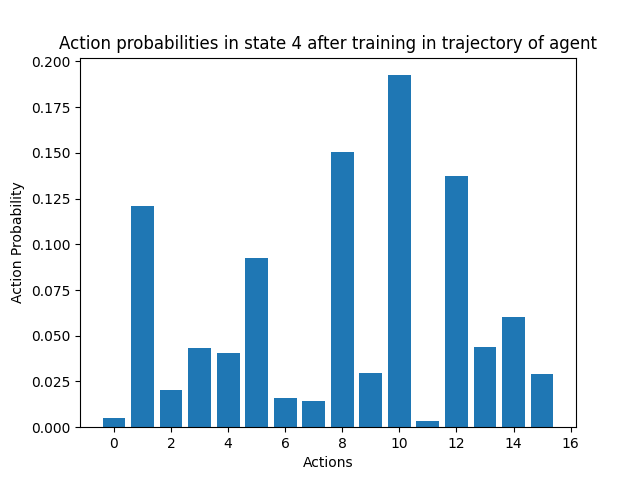 Action probabilities in state 4 after training in trajectory of agent
0.200
0.175
0.150
0.125
0.100
0.075
0.050
0.025
0.000
Action Probability
0 2 4 6 8 10 12 14 16
Actions